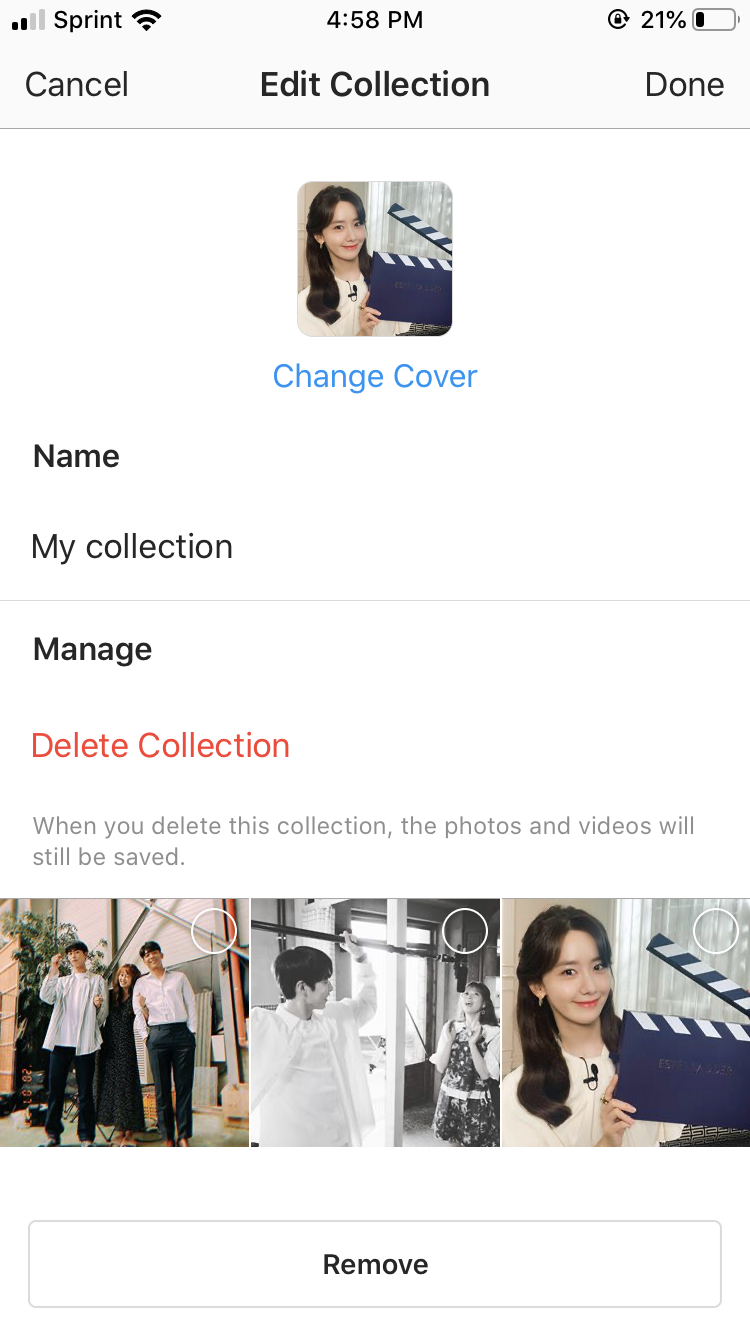 Sprint 4:58 PM 21%
Cancel Edit Collection Done
Change Cover
Name
My collection
Manage
Delete Collection
When you delete this collection, the photos and videos will
still be saved.
Remove